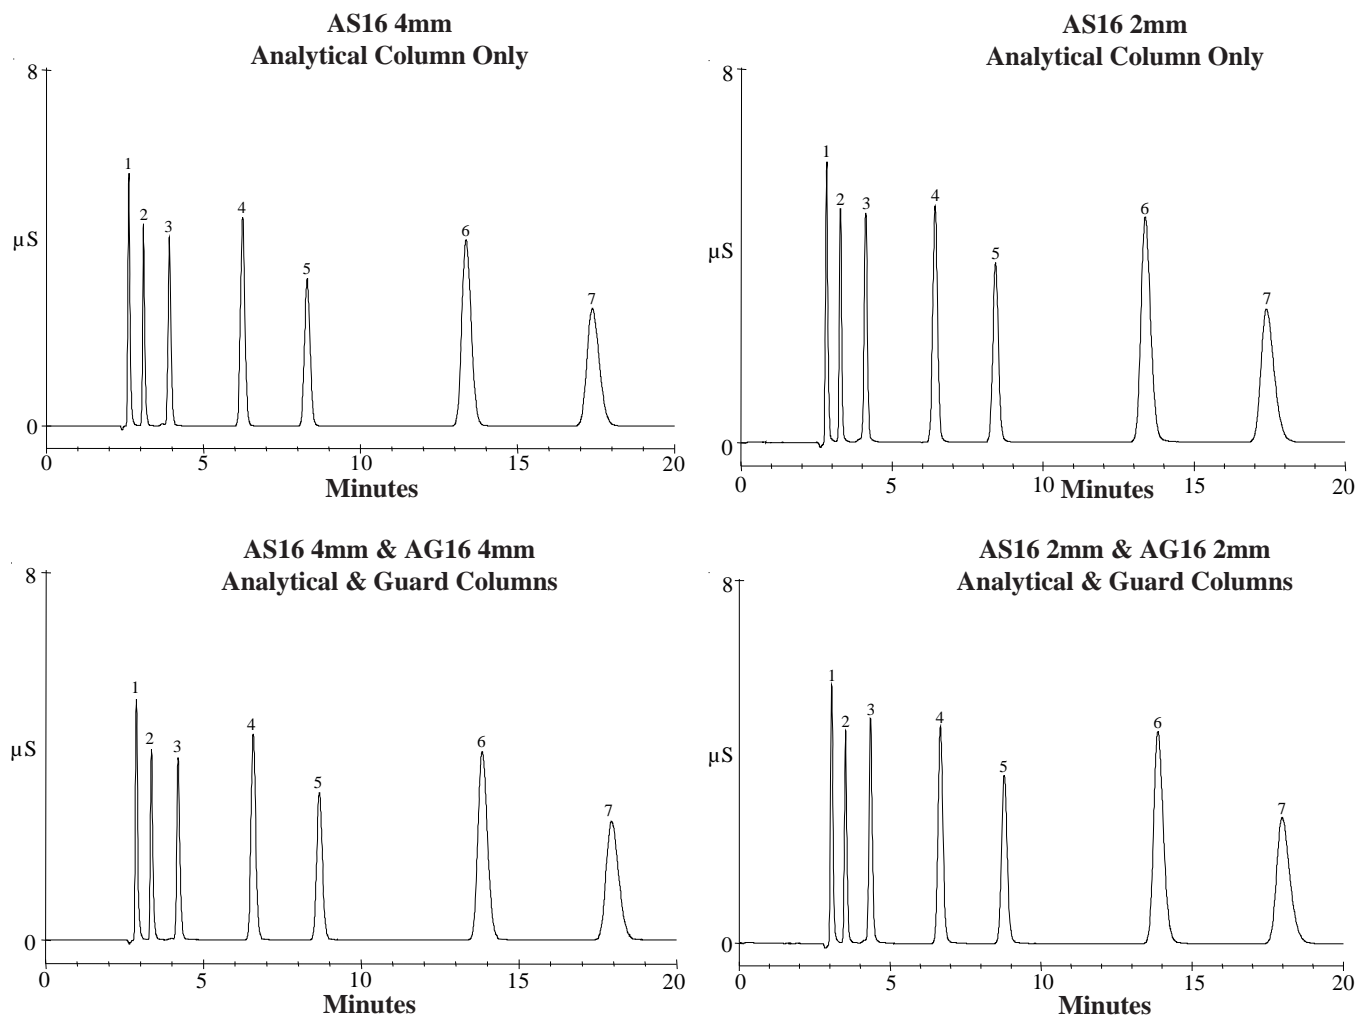 AS16 4mm
Analytical Column Only
8
1
2
3
4
5
6
7
µS
0
0 5 10 15 20
Minutes
AS16 2mm
Analytical Column Only
8
1
2
3
4
5
6
7
µS
0
0 5 10 15 20
Minutes
AS16 4mm & AG16 4mm
Analytical & Guard Columns
8
1
2
3
4
5
6
7
µS
0
0 5 10 15 20
Minutes
AS16 2mm & AG16 2mm
Analytical & Guard Columns
8
1
2
3
4
5
6
7
µS
0
0 5 10 15 20
Minutes